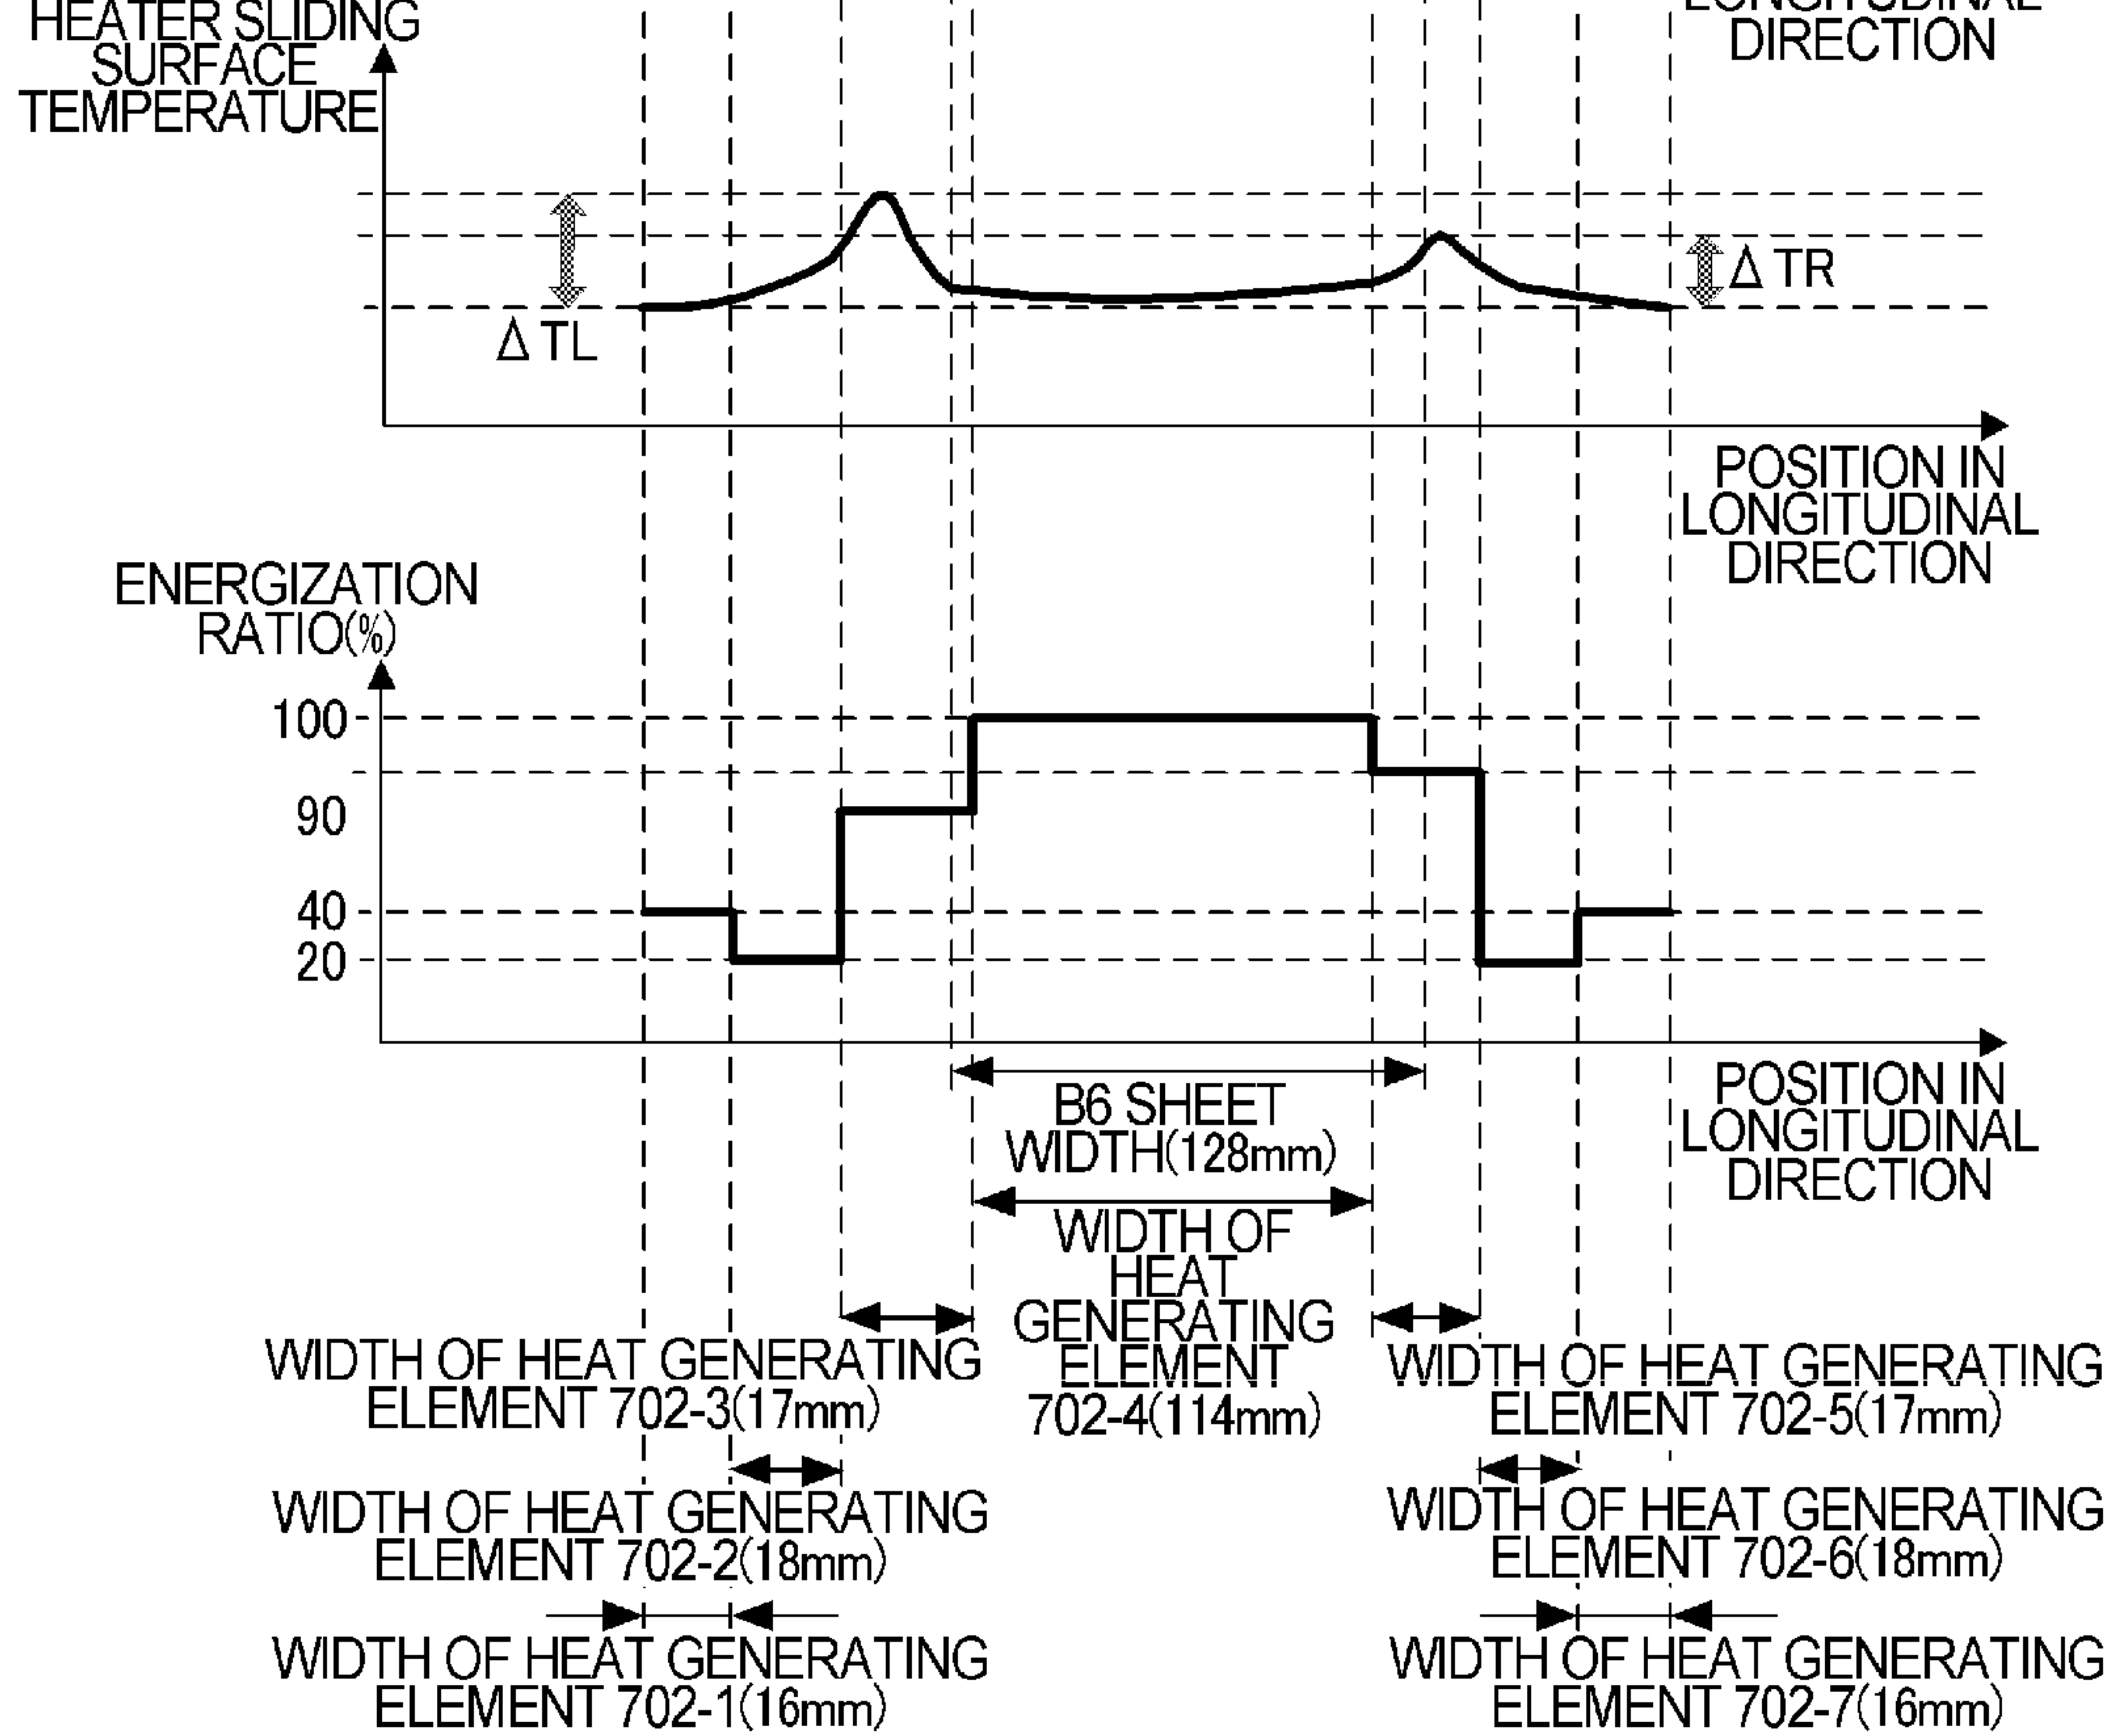 HEATER SLIDING
SURFACE
TEMPERATURE
LONGITUDINAL
DIRECTION
Δ TL
Δ TR
POSITION IN
LONGITUDINAL
DIRECTION
ENERGIZATION
RATIO(%)
100
90
40
20
B6 SHEET
WIDTH(128mm)
POSITION IN
LONGITUDINAL
DIRECTION
WIDTH OF
HEAT
GENERATING
ELEMENT
702-4(114mm)
WIDTH OF HEAT GENERATING
ELEMENT 702-3(17mm)
WIDTH OF HEAT GENERATING
ELEMENT 702-5(17mm)
WIDTH OF HEAT GENERATING
ELEMENT 702-2(18mm)
WIDTH OF HEAT GENERATING
ELEMENT 702-6(18mm)
WIDTH OF HEAT GENERATING
ELEMENT 702-1(16mm)
WIDTH OF HEAT GENERATING
ELEMENT 702-7(16mm)